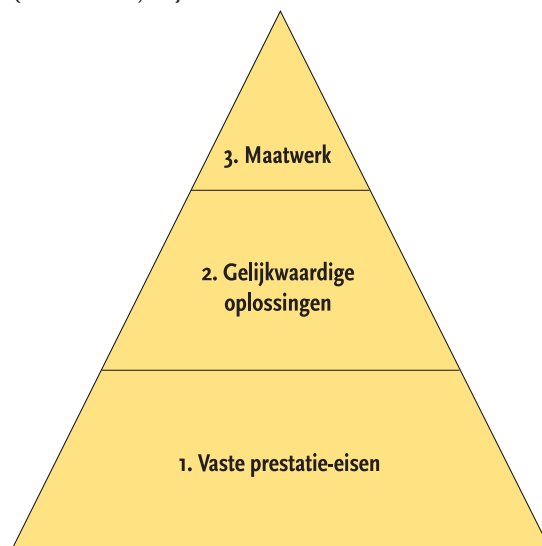 3. Maatwerk
2. Gelijkwaardige
oplossingen
1. Vaste prestatie-eisen